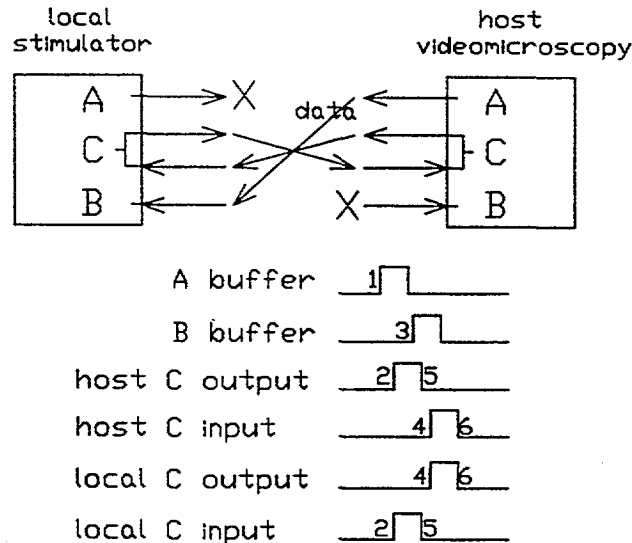 local host
stimulator videomicroscopy
A X A
data
C C
B X B
A buffer 1
B buffer 3
host C output 2 5
host C input 4 6
local C output 4 6
local C input 2 5